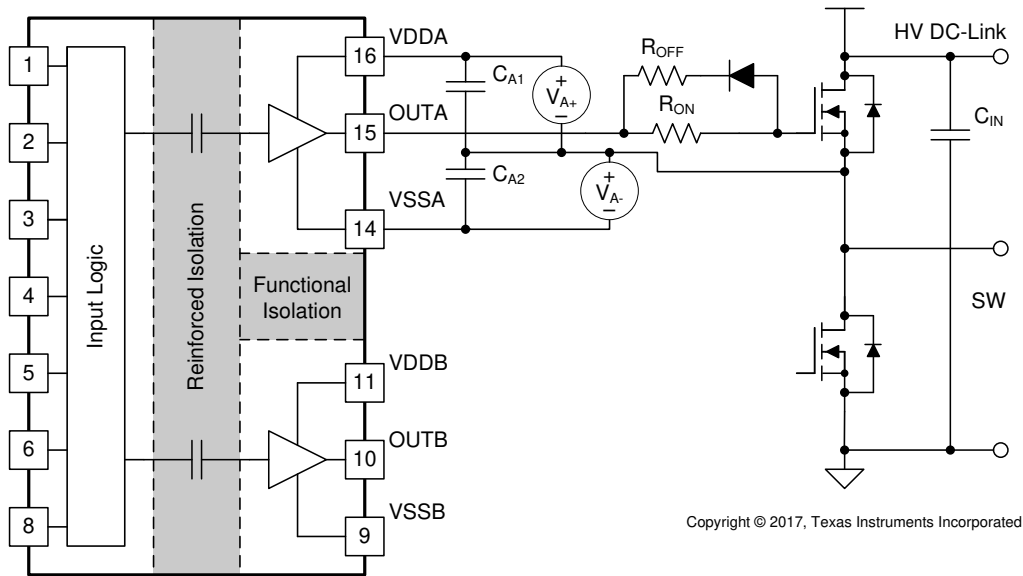 1
2
3
4
5
6
8
Input Logic
Reinforced Isolation
Functional
Isolation
16
VDDA
15
OUTA
14
VSSA
11
VDDB
10
OUTB
9
VSSB
CA1
CA2
+
VA+
–
+
VA-
–
ROFF
RON
HV DC-Link
CIN
SW
Copyright © 2017, Texas Instruments Incorporated